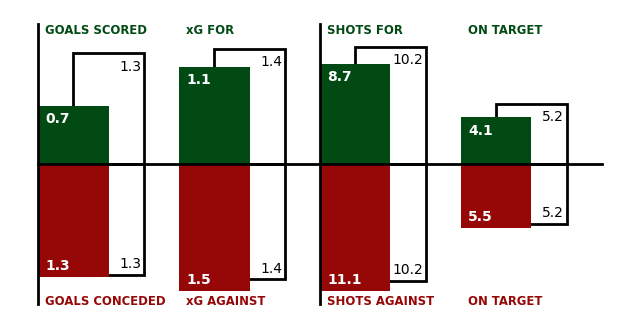 GOALS SCORED xG FOR SHOTS FOR ON TARGET
1.3 1.4 10.2 5.2
0.7 1.1 8.7 4.1
1.3 1.4 10.2 5.2
1.3 1.5 11.1 5.5
GOALS CONCEDED xG AGAINST SHOTS AGAINST ON TARGET